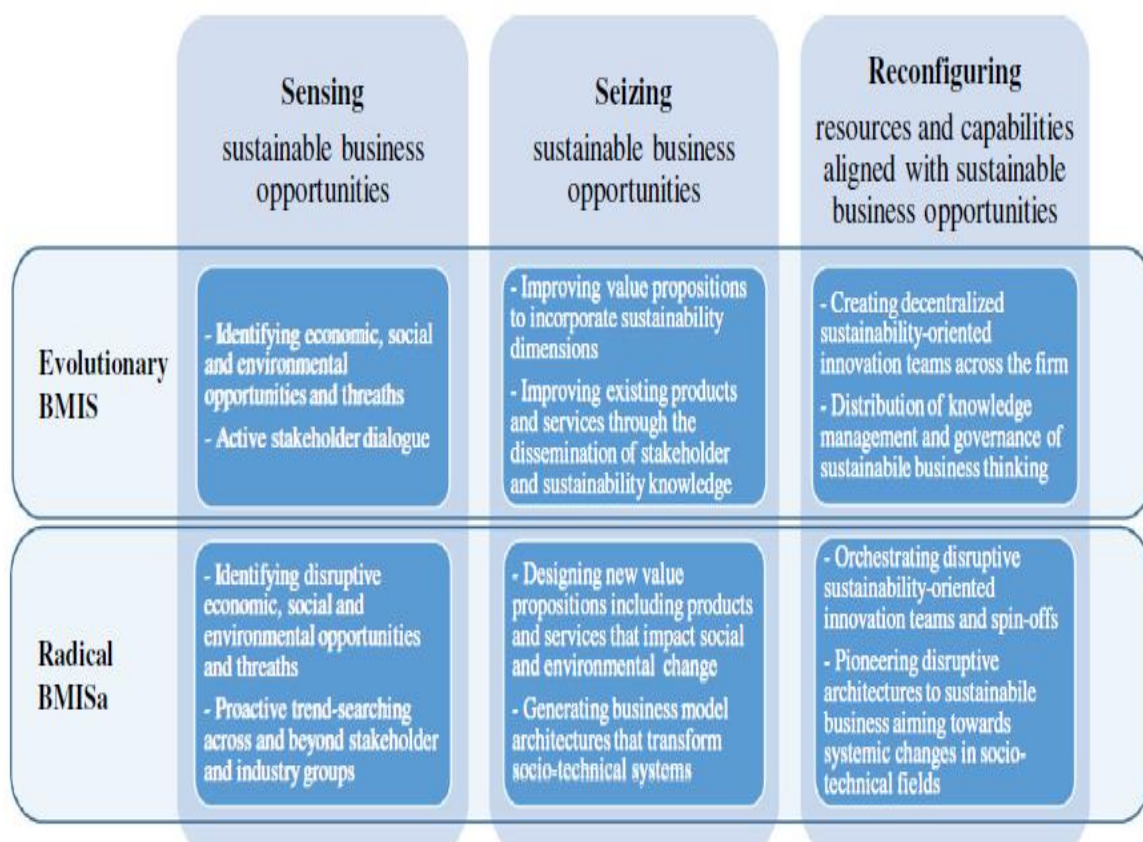 Sensing
sustainable business
opportunities
Seizing
sustainable business
opportunities
Reconfiguring
resources and capabilities
aligned with sustainable
business opportunities
Evolutionary
BMIS
- Identifying economic, social
and environmental
opportunities and threaths
- Active stakeholder dialogue
- Improving value propositions
to incorporate sustainability
dimensions
- Improving existing products
and services through the
dissemination of stakeholder
and sustainability knowledge
- Creating decentralized
sustainability-oriented
innovation teams across the firm
- Distribution of knowledge
management and governance of
sustainabile business thinking
Radical
BMISa
- Identifying disruptive
economic, social and
environmental opportunities
and threaths
- Proactive trend-searching
across and beyond stakeholder
and industry groups
- Designing new value
propositions including products
and services that impact social
and environmental change
- Generating business model
architectures that transform
socio-technical systems
- Orchestrating disruptive
sustainability-oriented
innovation teams and spin-offs
- Pioneering disruptive
architectures to sustainabile
business aiming towards
systemic changes in socio-
technical fields